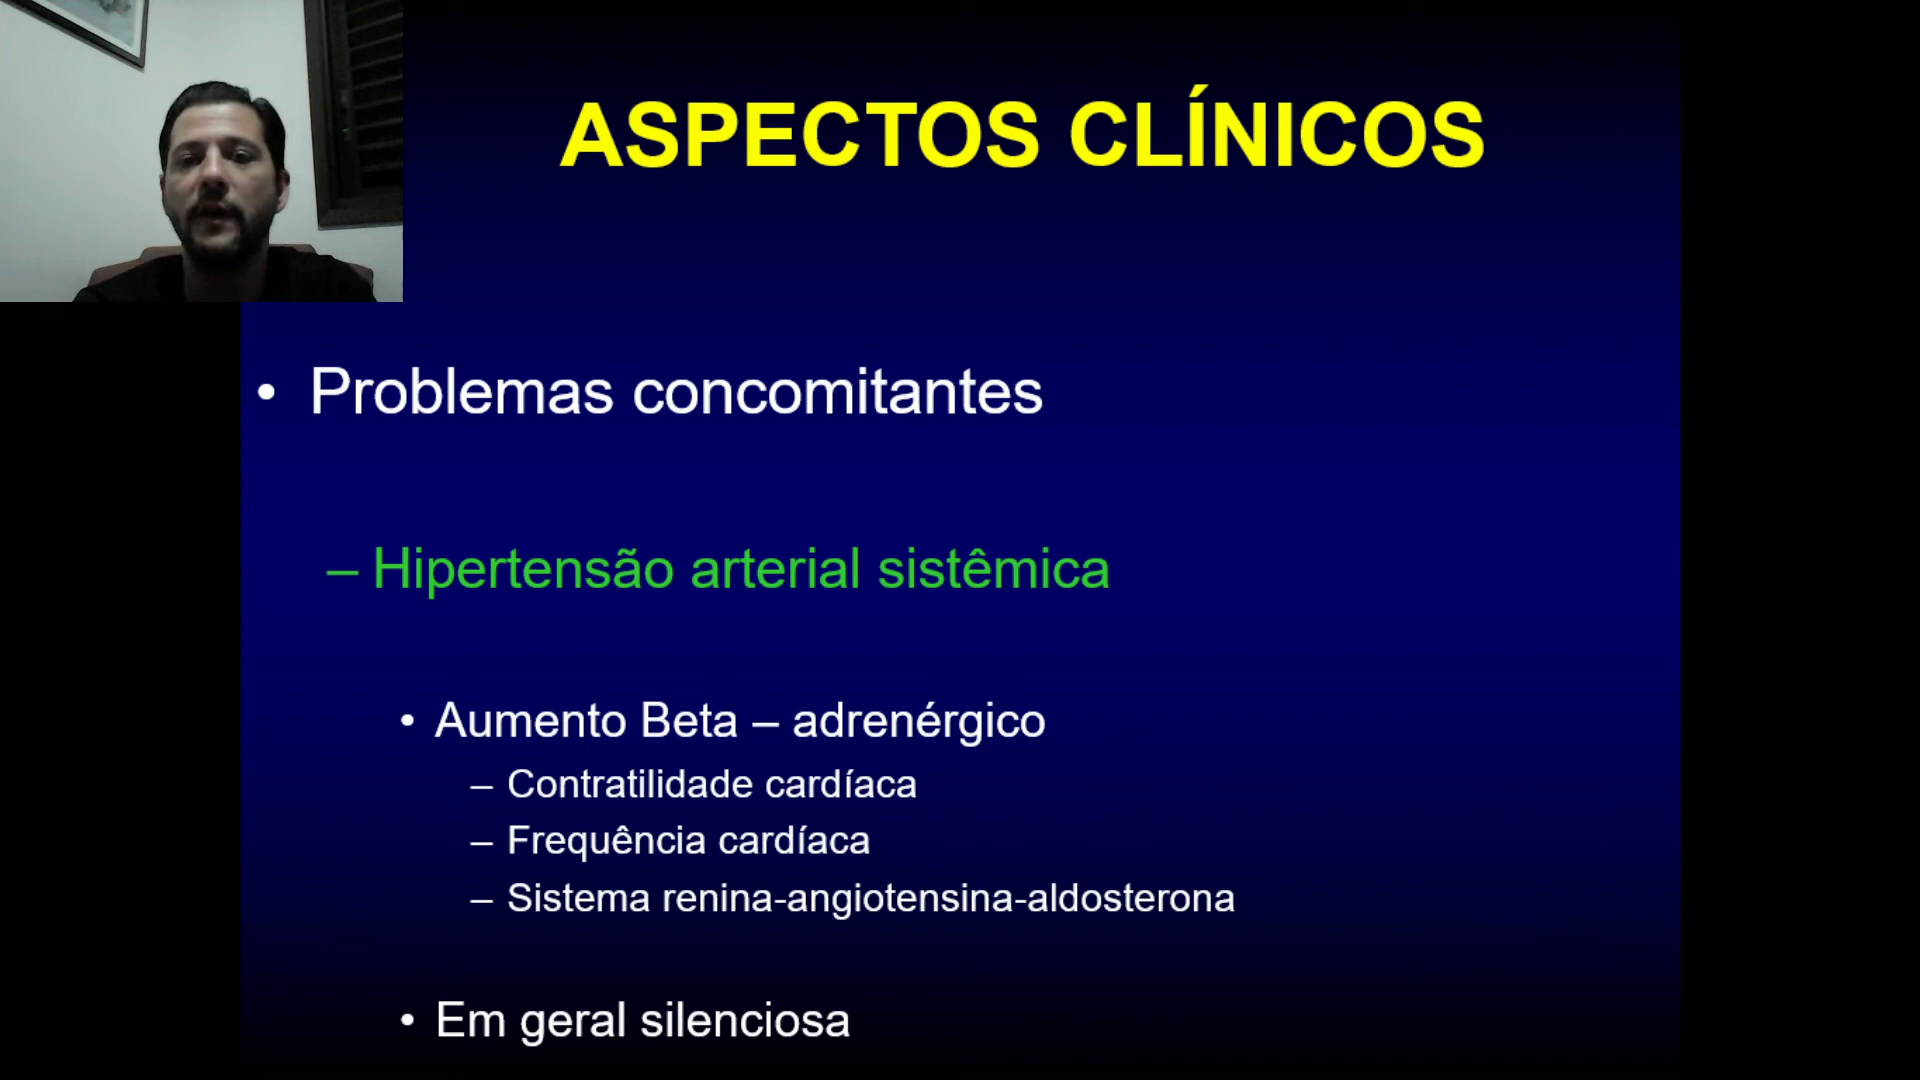 ASPECTOS CLÍNICOS
• Problemas concomitantes
– Hipertensão arterial sistêmica
• Aumento Beta – adrenérgico
– Contratilidade cardíaca
– Frequência cardíaca
– Sistema renina-angiotensina-aldosterona
• Em geral silenciosa